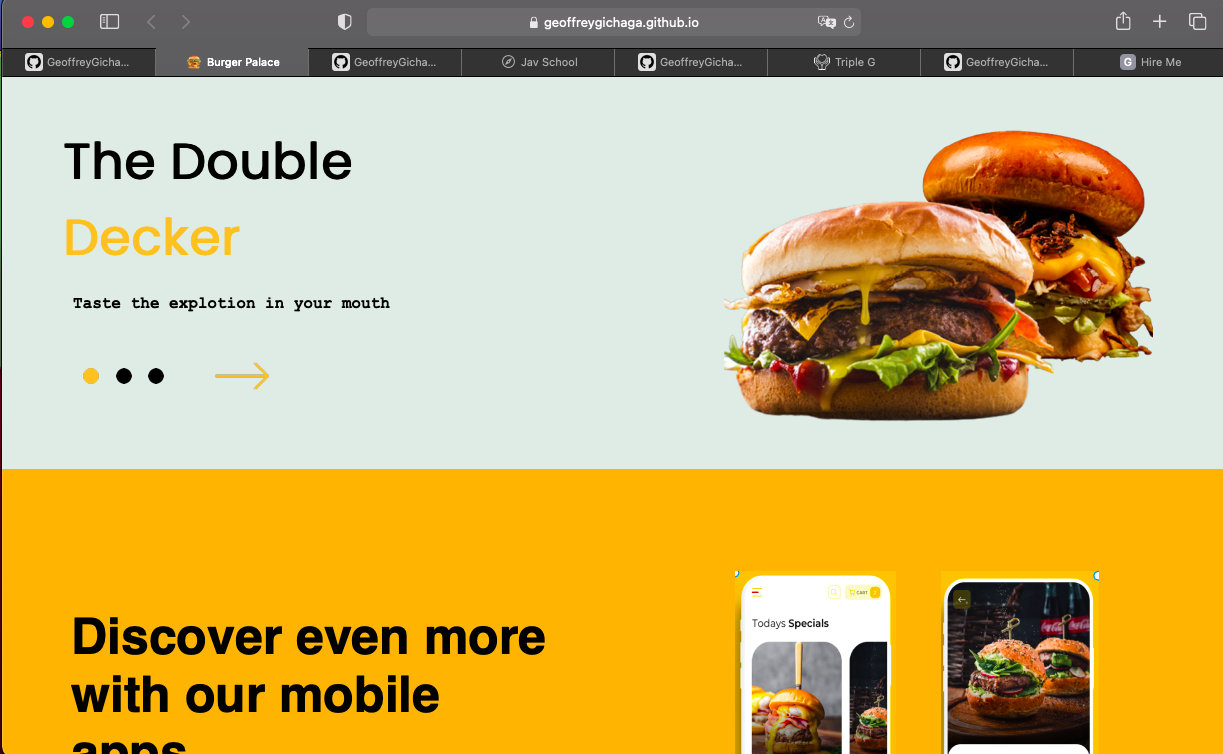 geoffreygichaga.github.io
GeoffreyGicha...
Burger Palace
GeoffreyGicha...
Jav School
GeoffreyGicha...
Triple G
GeoffreyGicha...
G Hire Me
The Double
Decker
Taste the explotion in your mouth
CART
Todays Specials
Discover even more
with our mobile
apps